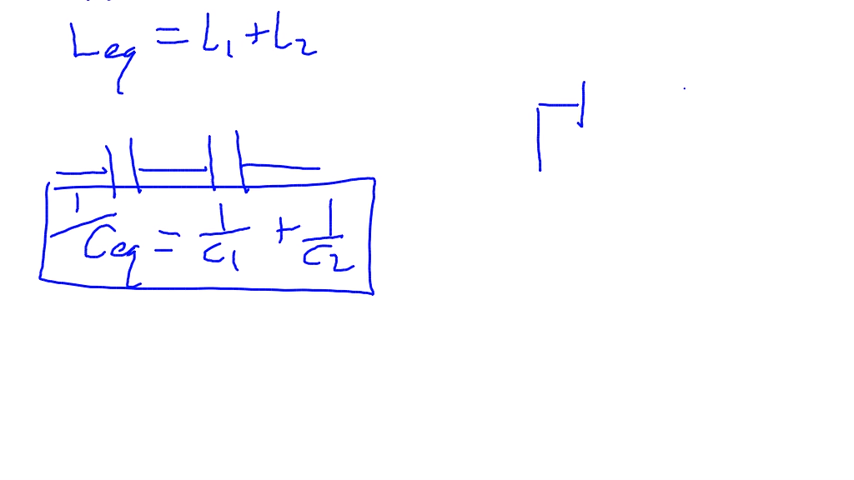 Leq = L1 + L2
1/Ceq = 1/C1 + 1/C2